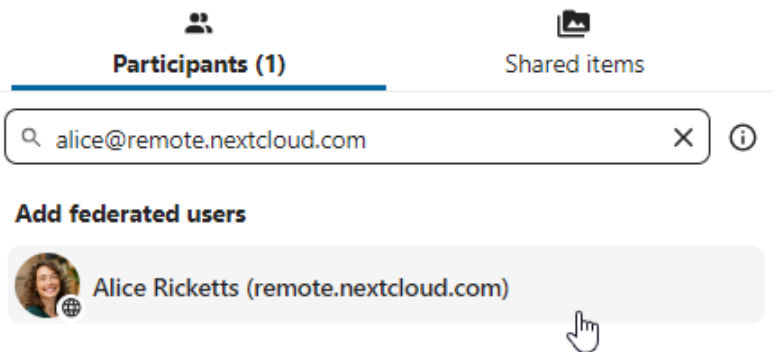 Participants (1)
Shared items
alice@remote.nextcloud.com
Add federated users
Alice Ricketts (remote.nextcloud.com)